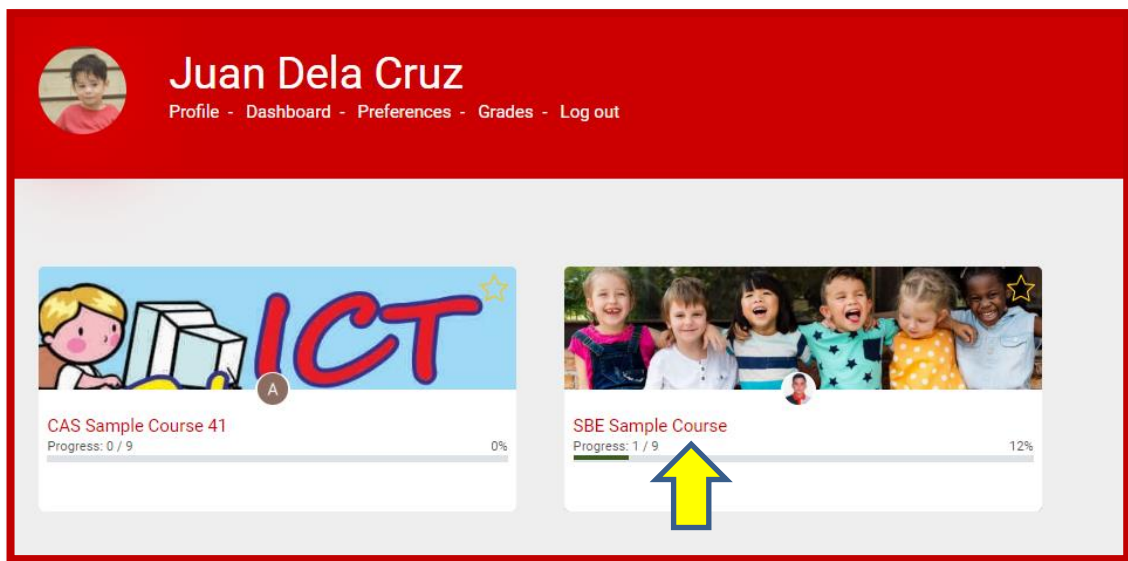 Juan Dela Cruz
Profile - Dashboard - Preferences - Grades - Log out
ICT
A
CAS Sample Course 41
Progress: 0 / 9 0%
SBE Sample Course
Progress: 1 / 9 12%